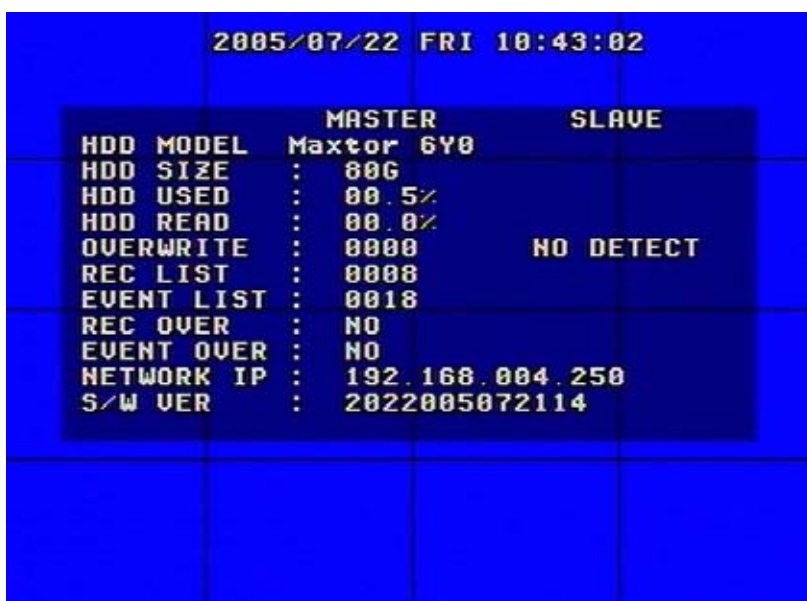 2005/07/22 FRI 10:43:02
MASTER SLAVE
HDD MODEL Maxtor 6Y0
HDD SIZE : 80G
HDD USED : 00.5%
HDD READ : 00.0%
OVERWRITE : 0000 NO DETECT
REC LIST : 0008
EVENT LIST : 0018
REC OVER : NO
EVENT OVER : NO
NETWORK IP : 192.168.004.250
S/W VER : 2022005072114